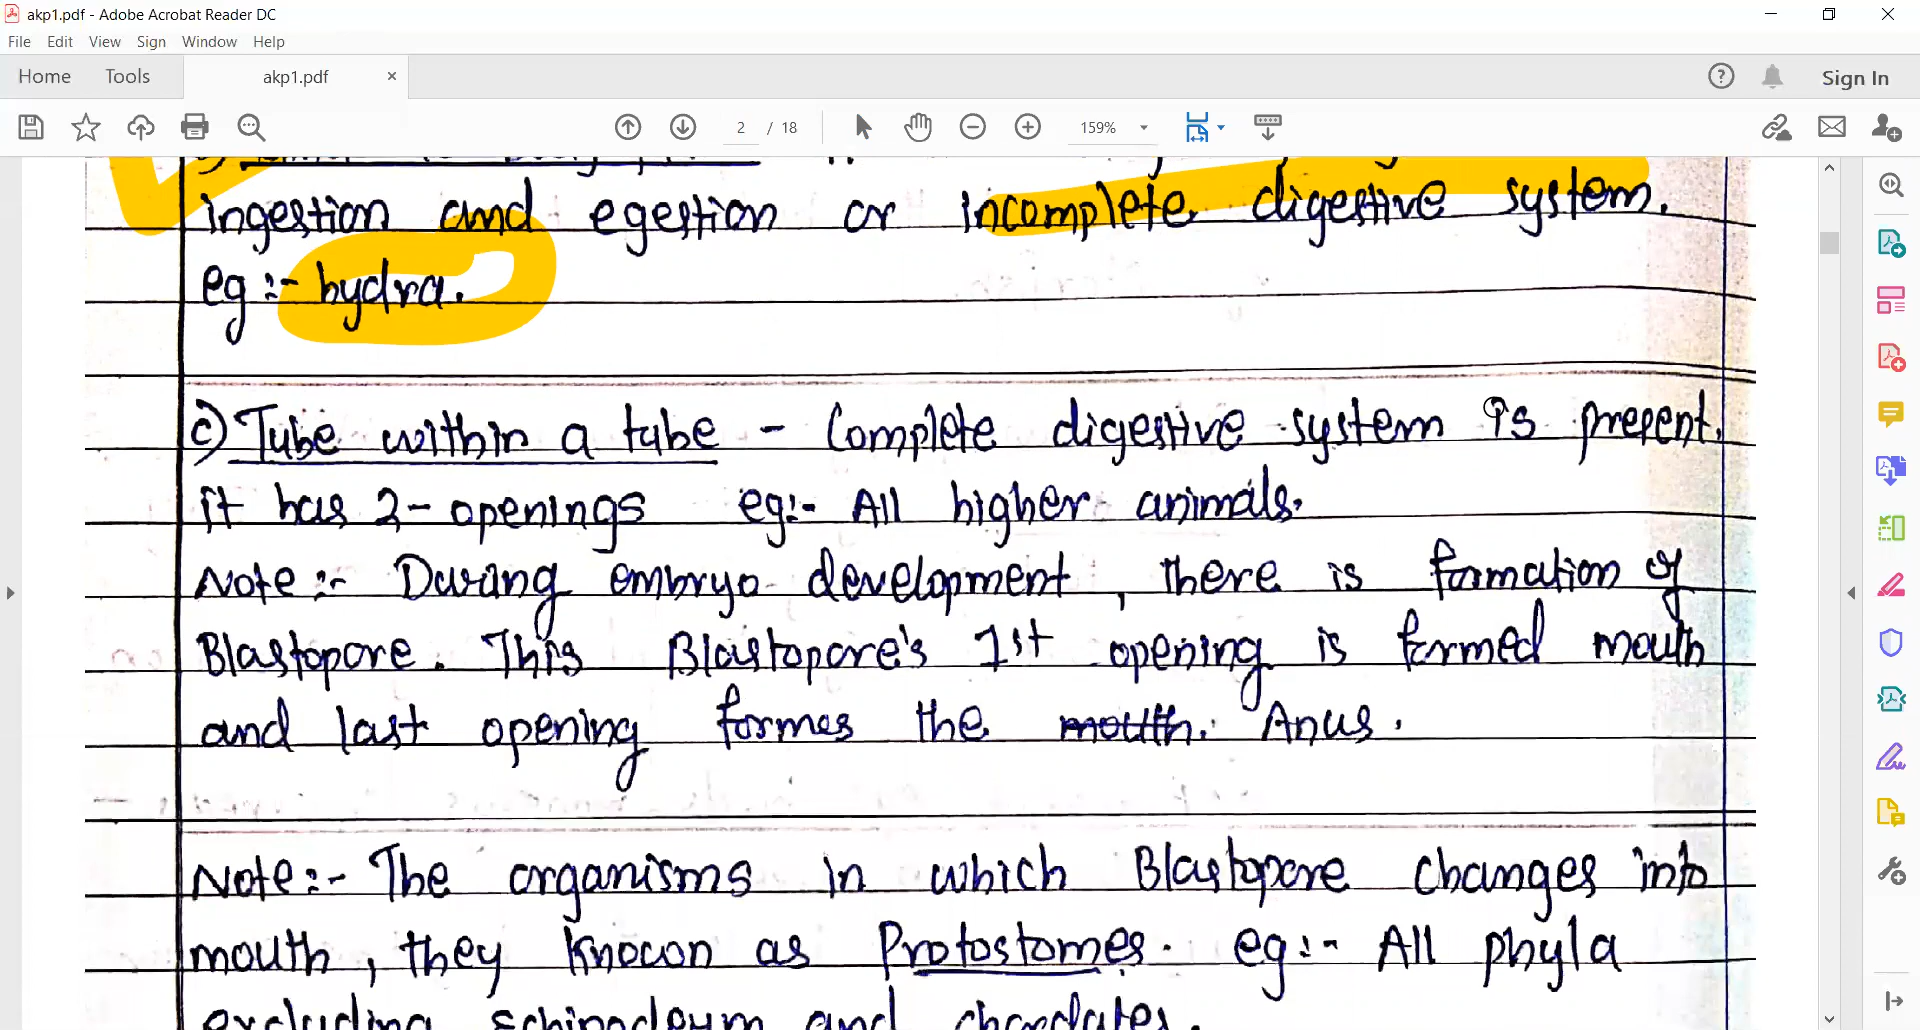 akp1.pdf - Adobe Acrobat Reader DC
File Edit View Sign Window Help
Home Tools akp1.pdf × Sign In
2 / 18 159%
ingestion and egestion or incomplete digestive system.
eg :- hydra.
c) Tube within a tube - Complete digestive system is present.
it has 2- openings eg:- All higher animals.
Note :- During embryo development, there is formation of
Blastopore. This Blastopore's 1st opening is formed mouth
and last opening formes the mouth. Anus.
Note:- The organisms in which Blastopore changes into
mouth, they known as Protostomes. eg:- All phyla
excluding echinoderm and chordates.